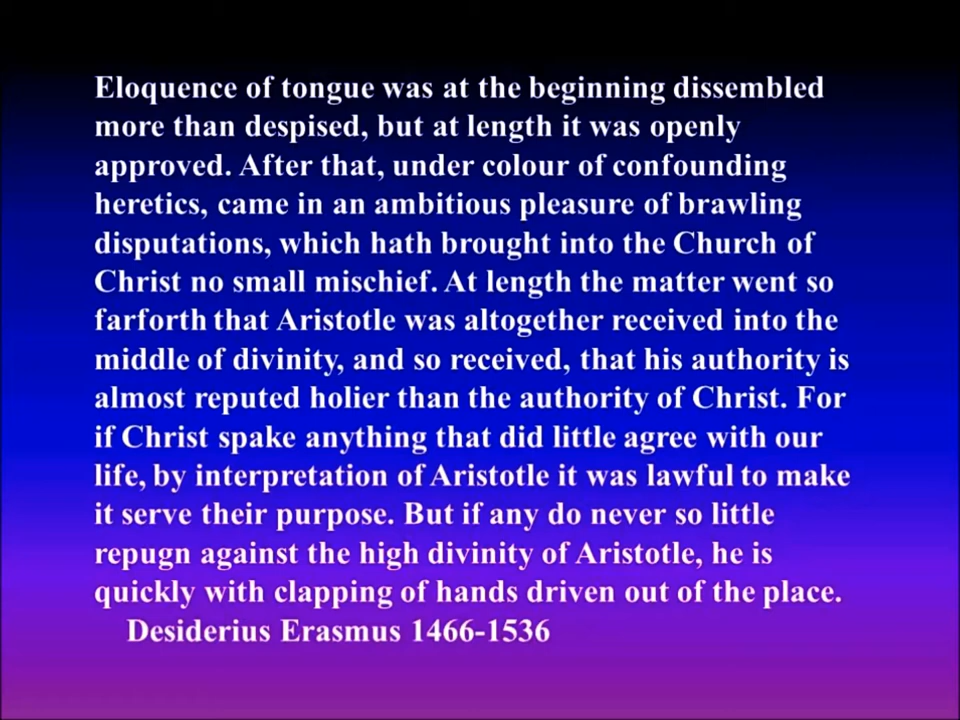 Eloquence of tongue was at the beginning dissembled
more than despised, but at length it was openly
approved. After that, under colour of confounding
heretics, came in an ambitious pleasure of brawling
disputations, which hath brought into the Church of
Christ no small mischief. At length the matter went so
farforth that Aristotle was altogether received into the
middle of divinity, and so received, that his authority is
almost reputed holier than the authority of Christ. For
if Christ spake anything that did little agree with our
life, by interpretation of Aristotle it was lawful to make
it serve their purpose. But if any do never so little
repugn against the high divinity of Aristotle, he is
quickly with clapping of hands driven out of the place.
Desiderius Erasmus 1466-1536